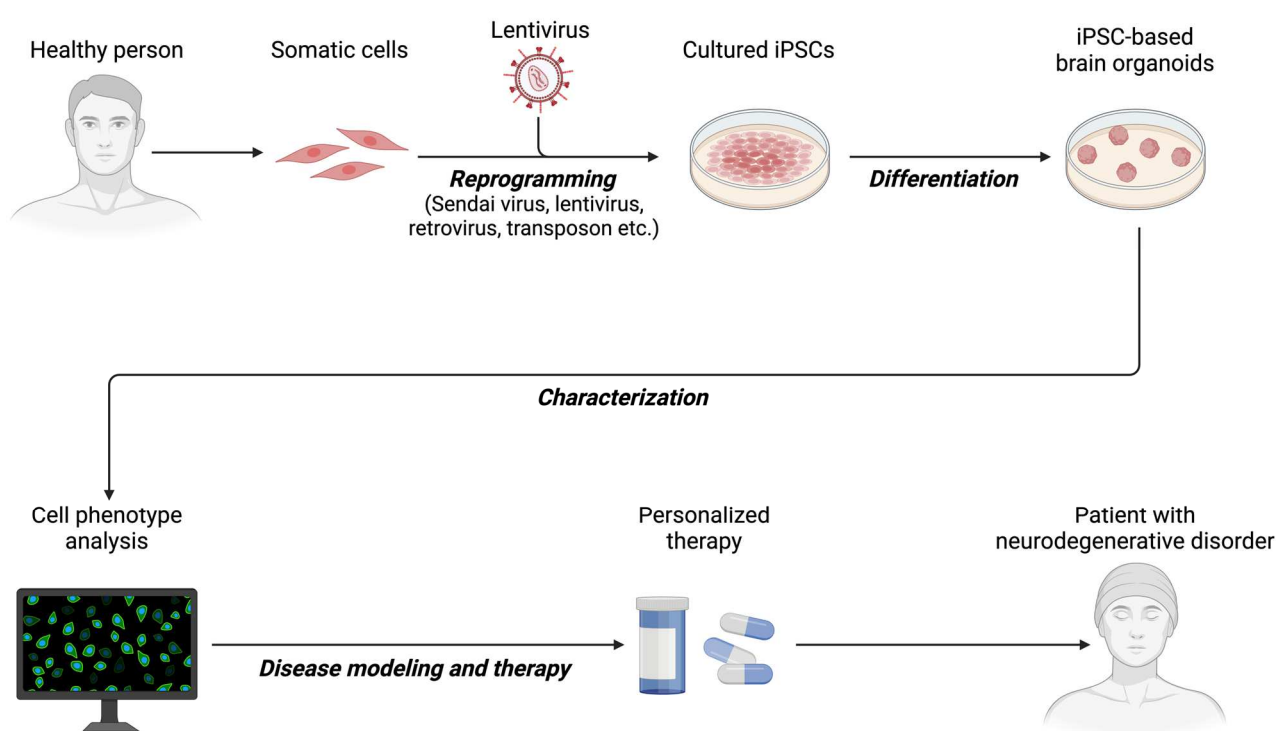 Healthy person
Somatic cells
Lentivirus
Cultured iPSCs
iPSC-based
brain organoids
Reprogramming
(Sendai virus, lentivirus,
retrovirus, transposon etc.)
Differentiation
Characterization
Cell phenotype
analysis
Disease modeling and therapy
Personalized
therapy
Patient with
neurodegenerative disorder